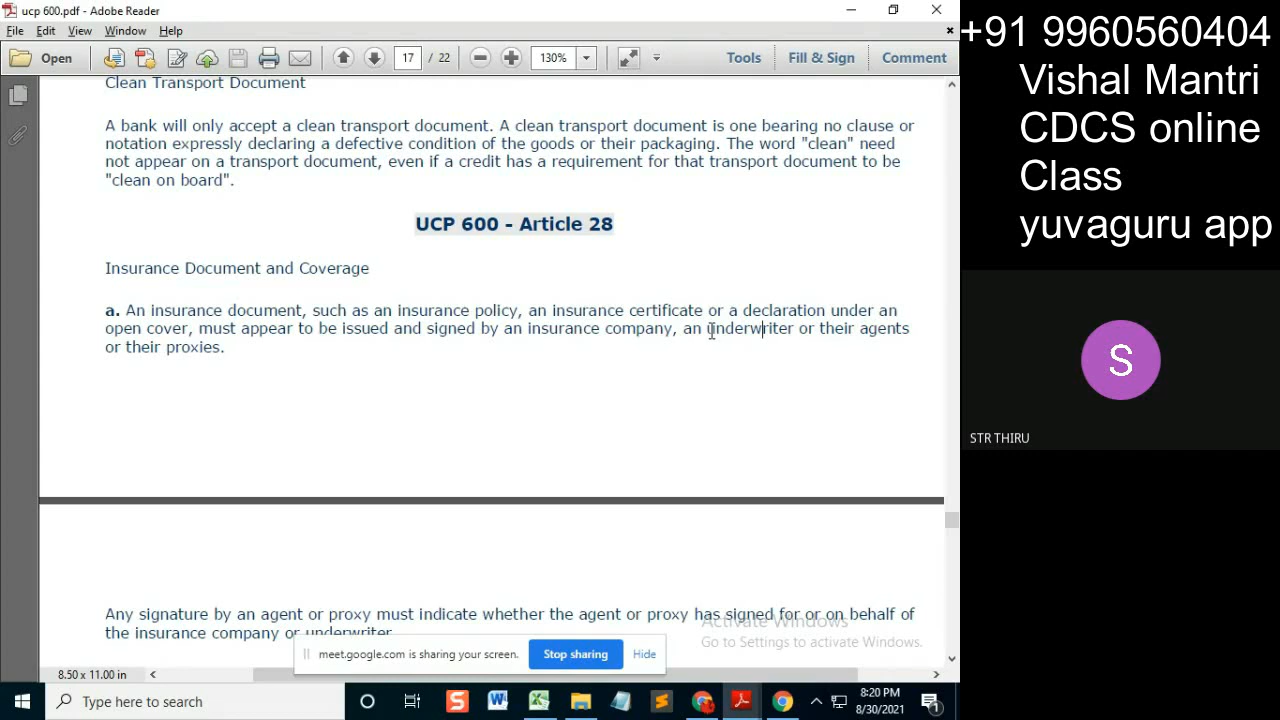 ucp 600.pdf - Adobe Reader
File Edit View Window Help
Open 17 / 22 130% Tools Fill & Sign Comment
Clean Transport Document
A bank will only accept a clean transport document. A clean transport document is one bearing no clause or
notation expressly declaring a defective condition of the goods or their packaging. The word "clean" need
not appear on a transport document, even if a credit has a requirement for that transport document to be
"clean on board".
UCP 600 - Article 28
Insurance Document and Coverage
a. An insurance document, such as an insurance policy, an insurance certificate or a declaration under an
open cover, must appear to be issued and signed by an insurance company, an underwriter or their agents
or their proxies.
Any signature by an agent or proxy must indicate whether the agent or proxy has signed for or on behalf of
the insurance company or underwriter.
Activate Windows
Go to Settings to activate Windows.
meet.google.com is sharing your screen. Stop sharing Hide
8.50 x 11.00 in
Type here to search
8:20 PM
8/30/2021
1
+91 9960560404
Vishal Mantri
CDCS online
Class
yuvaguru app
S
STR THIRU